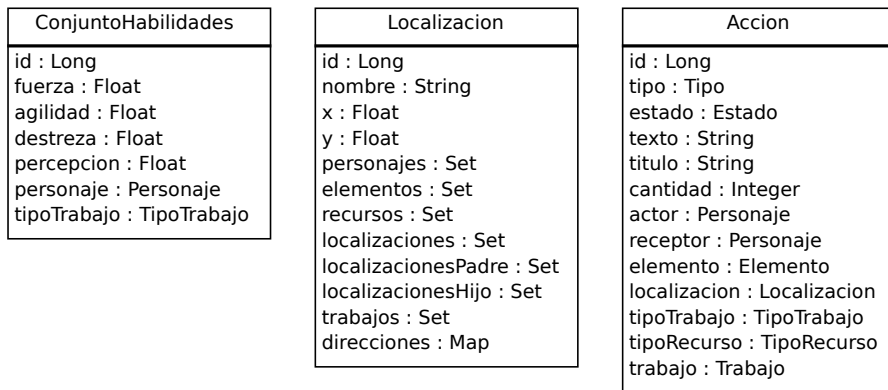 ConjuntoHabilidades
id : Long
fuerza : Float
agilidad : Float
destreza : Float
percepcion : Float
personaje : Personaje
tipoTrabajo : TipoTrabajo
Localizacion
id : Long
nombre : String
x : Float
y : Float
personajes : Set
elementos : Set
recursos : Set
localizaciones : Set
localizacionesPadre : Set
localizacionesHijo : Set
trabajos : Set
direcciones : Map
Accion
id : Long
tipo : Tipo
estado : Estado
texto : String
titulo : String
cantidad : Integer
actor : Personaje
receptor : Personaje
elemento : Elemento
localizacion : Localizacion
tipoTrabajo : TipoTrabajo
tipoRecurso : TipoRecurso
trabajo : Trabajo